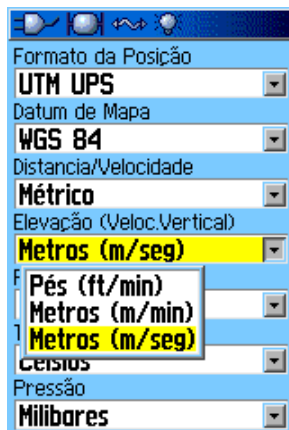 Formato da Posição
UTM UPS
Datum de Mapa
WGS 84
Distancia/Velocidade
Métrico
Elevação (Veloc.Vertical)
Metros (m/seg)
Pés (ft/min)
Metros (m/min)
Metros (m/seg)
Celsios
Pressão
Milibares